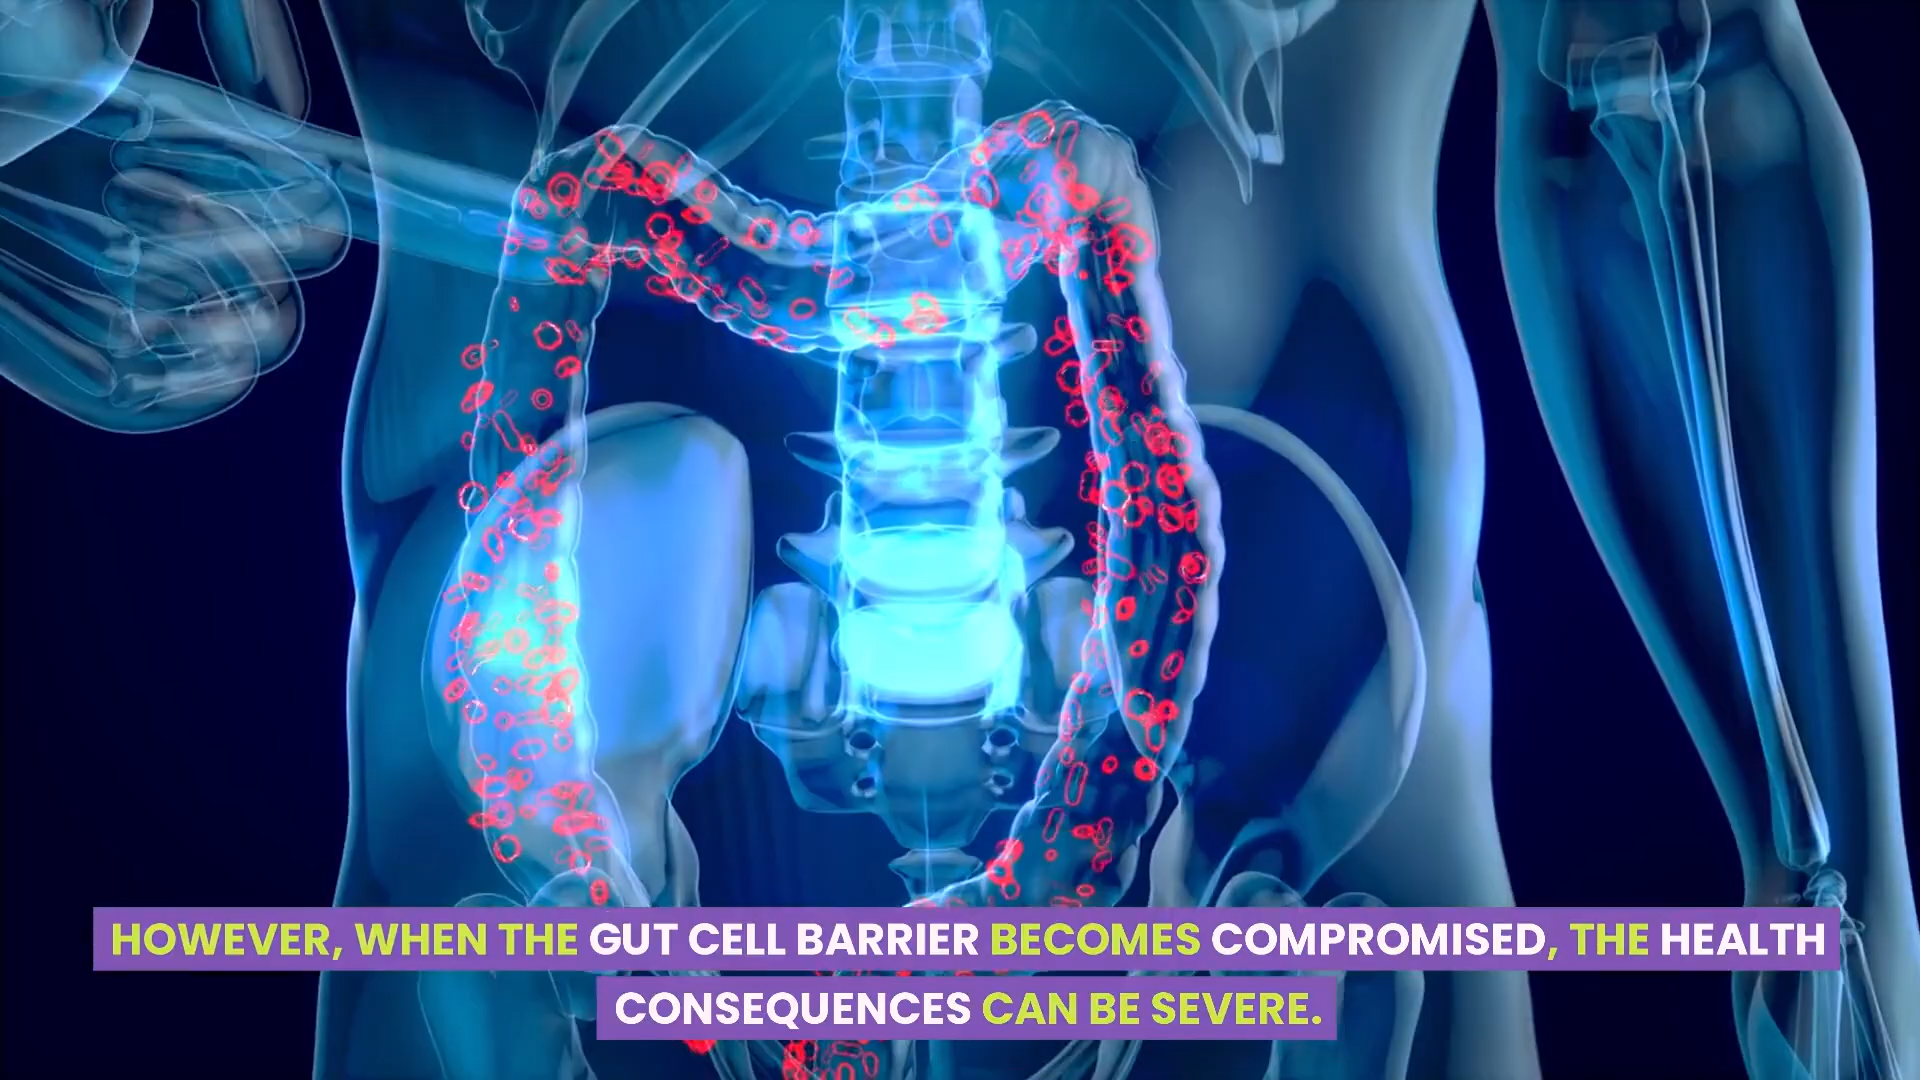 HOWEVER, WHEN THE GUT CELL BARRIER BECOMES COMPROMISED, THE HEALTH
CONSEQUENCES CAN BE SEVERE.